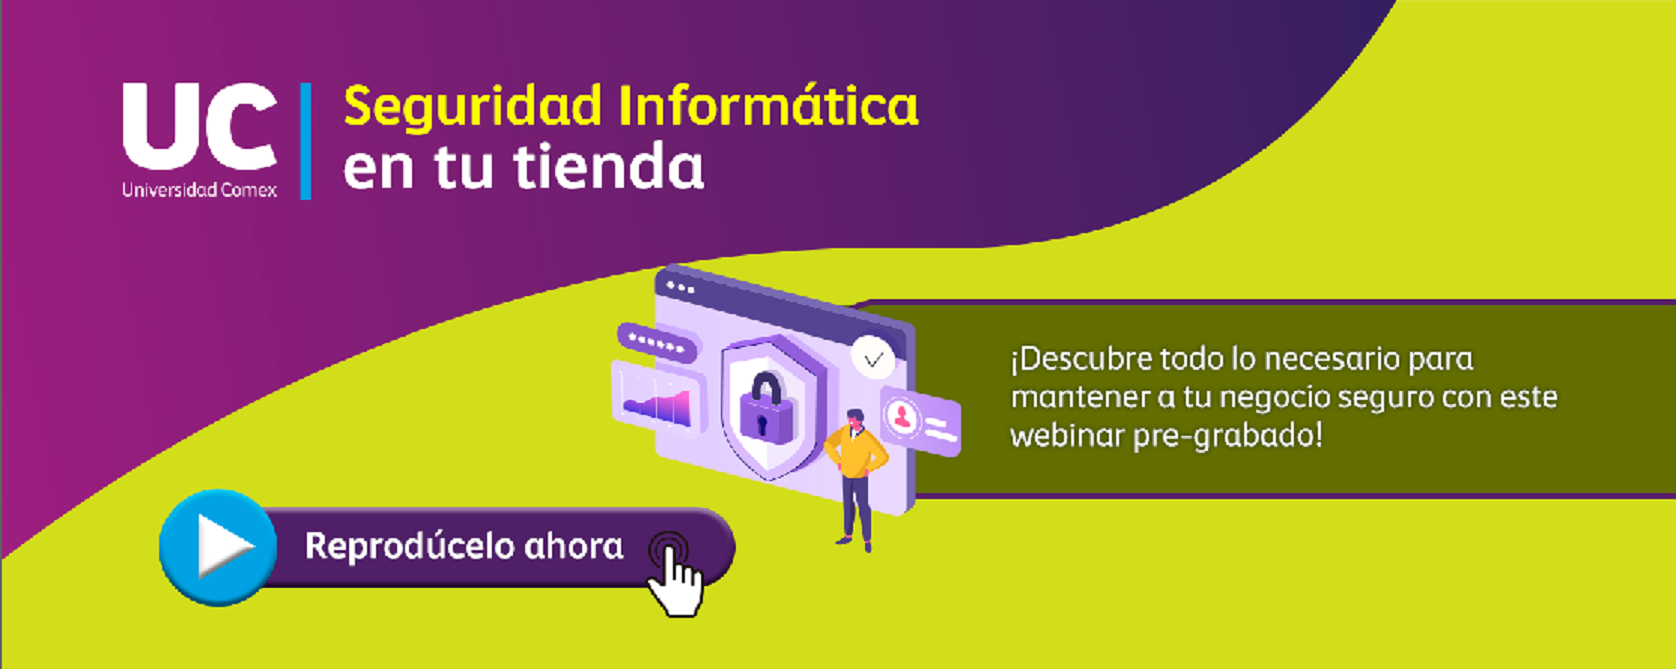 UC
Universidad Comex
Seguridad Informática
en tu tienda
¡Descubre todo lo necesario para
mantener a tu negocio seguro con este
webinar pre-grabado!
Reprodúcelo ahora